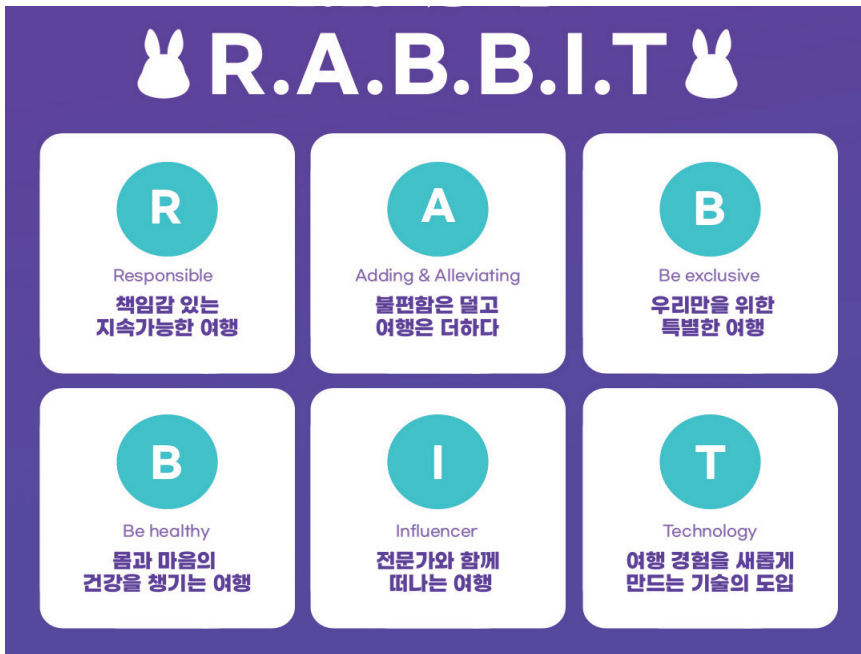 R.A.B.B.I.T
R
Responsible
책임감 있는
지속가능한 여행
A
Adding & Alleviating
불편함은 덜고
여행은 더하다
B
Be exclusive
우리만을 위한
특별한 여행
B
Be healthy
몸과 마음의
건강을 챙기는 여행
I
Influencer
전문가와 함께
떠나는 여행
T
Technology
여행 경험을 새롭게
만드는 기술의 도입